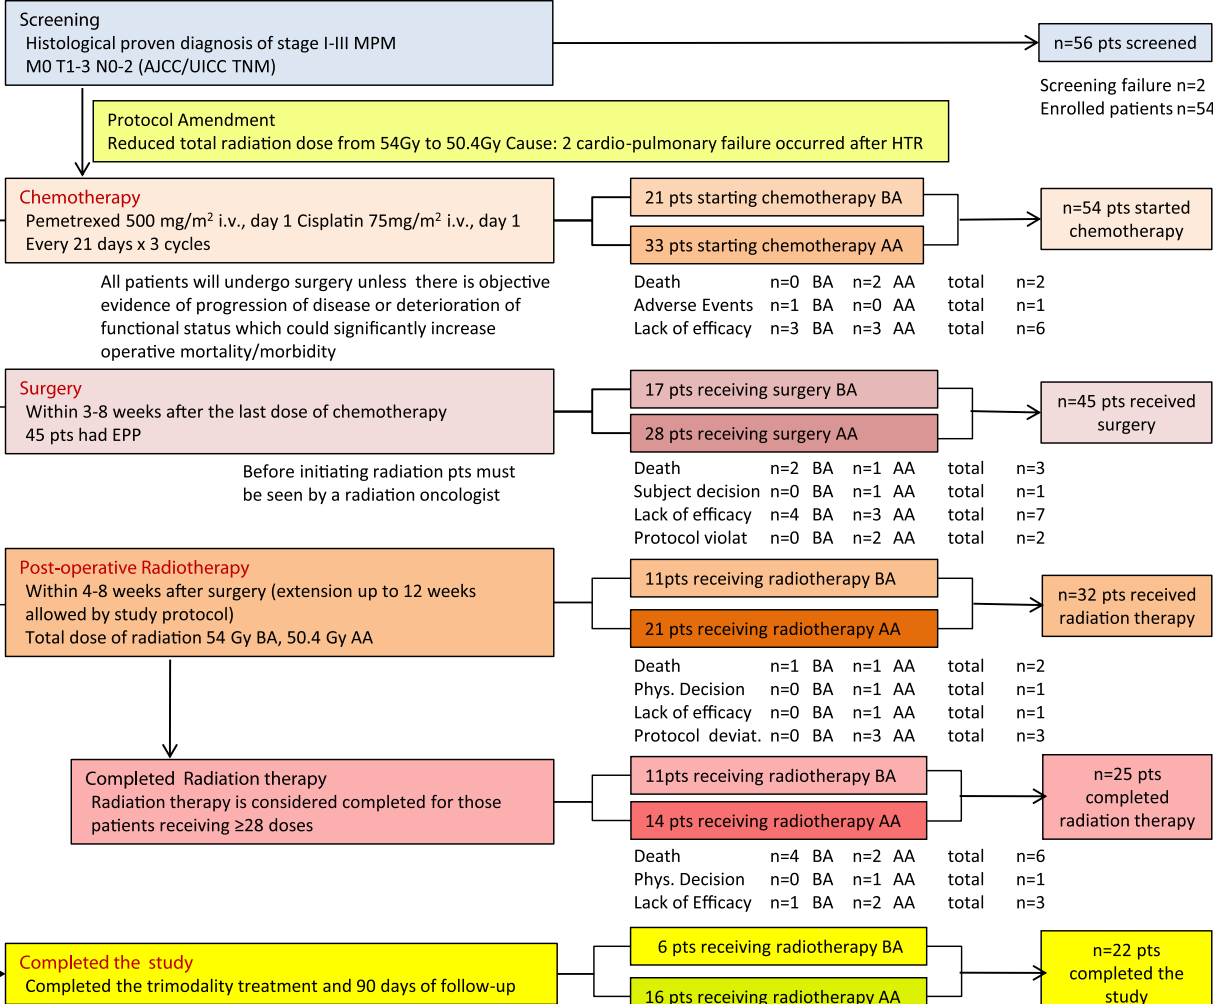 Screening
Histological proven diagnosis of stage I-III MPM
M0 T1-3 N0-2 (AJCC/UICC TNM)
n=56 pts screened
Screening failure n=2
Enrolled patients n=54
Protocol Amendment
Reduced total radiation dose from 54Gy to 50.4Gy Cause: 2 cardio-pulmonary failure occurred after HTR
Chemotherapy
Pemetrexed 500 mg/m² i.v., day 1 Cisplatin 75mg/m² i.v., day 1
Every 21 days x 3 cycles
21 pts starting chemotherapy BA
33 pts starting chemotherapy AA
n=54 pts started
chemotherapy
All patients will undergo surgery unless there is objective
evidence of progression of disease or deterioration of
functional status which could significantly increase
operative mortality/morbidity
Death n=0 BA n=2 AA total n=2
Adverse Events n=1 BA n=0 AA total n=1
Lack of efficacy n=3 BA n=3 AA total n=6
Surgery
Within 3-8 weeks after the last dose of chemotherapy
45 pts had EPP
17 pts receiving surgery BA
28 pts receiving surgery AA
n=45 pts received
surgery
Before initiating radiation pts must
be seen by a radiation oncologist
Death n=2 BA n=1 AA total n=3
Subject decision n=0 BA n=1 AA total n=1
Lack of efficacy n=4 BA n=3 AA total n=7
Protocol violat n=0 BA n=2 AA total n=2
Post-operative Radiotherapy
Within 4-8 weeks after surgery (extension up to 12 weeks
allowed by study protocol)
Total dose of radiation 54 Gy BA, 50.4 Gy AA
11pts receiving radiotherapy BA
21 pts receiving radiotherapy AA
n=32 pts received
radiation therapy
Death n=1 BA n=1 AA total n=2
Phys. Decision n=0 BA n=1 AA total n=1
Lack of efficacy n=0 BA n=1 AA total n=1
Protocol deviat. n=0 BA n=3 AA total n=3
Completed Radiation therapy
Radiation therapy is considered completed for those
patients receiving ≥28 doses
11pts receiving radiotherapy BA
14 pts receiving radiotherapy AA
n=25 pts
completed
radiation therapy
Death n=4 BA n=2 AA total n=6
Phys. Decision n=0 BA n=1 AA total n=1
Lack of Efficacy n=1 BA n=2 AA total n=3
Completed the study
Completed the trimodality treatment and 90 days of follow-up
6 pts receiving radiotherapy BA
16 pts receiving radiotherapy AA
n=22 pts
completed the
study